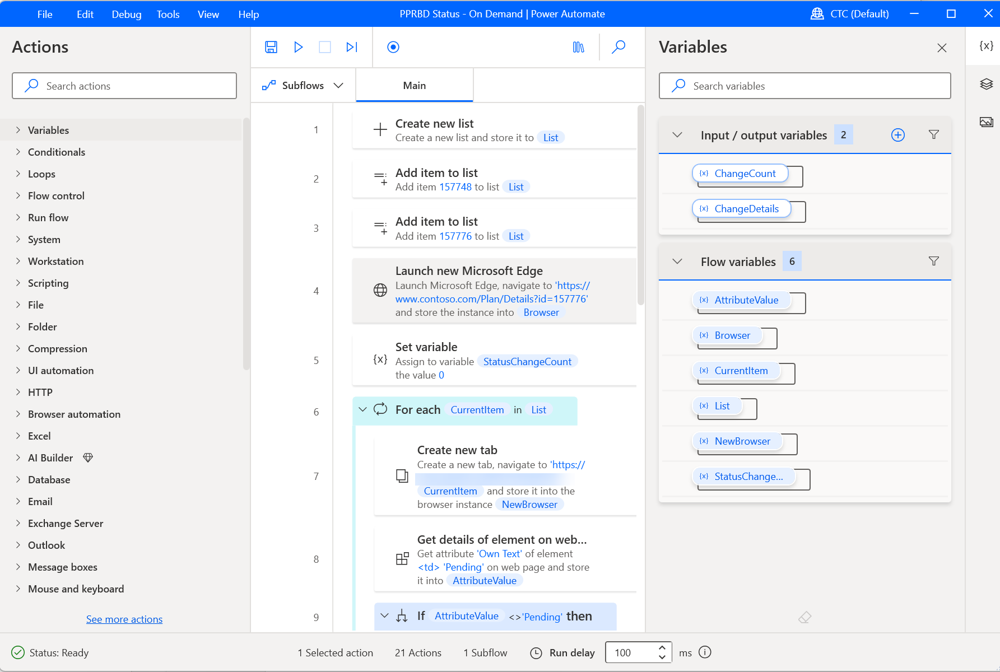 File Edit Debug Tools View Help
PPRBD Status - On Demand | Power Automate
CTC (Default)
Actions
Search actions
Variables
Conditionals
Loops
Flow control
Run flow
System
Workstation
Scripting
File
Folder
Compression
UI automation
HTTP
Browser automation
Excel
AI Builder
Database
Email
Exchange Server
Outlook
Message boxes
Mouse and keyboard
See more actions
Subflows
Main
1
Create new list
Create a new list and store it to List
2
Add item to list
Add item 157748 to list List
3
Add item to list
Add item 157776 to list List
4
Launch new Microsoft Edge
Launch Microsoft Edge, navigate to 'https://
www.contoso.com/Plan/Details?id=157776'
and store the instance into Browser
5
{x}
Set variable
Assign to variable StatusChangeCount
the value 0
6
For each CurrentItem in List
7
Create new tab
Create a new tab, navigate to 'https://
CurrentItem and store it into the
browser instance NewBrowser
8
Get details of element on web...
Get attribute 'Own Text' of element
<td> 'Pending' on web page and store
it into AttributeValue
9
If AttributeValue <>'Pending' then
Variables
{x}
Search variables
Input / output variables 2
{x} ChangeCount
{x} ChangeDetails
Flow variables 6
{x} AttributeValue
{x} Browser
{x} CurrentItem
{x} List
{x} NewBrowser
{x} StatusChange...
Status: Ready
1 Selected action
21 Actions
1 Subflow
Run delay
100
ms